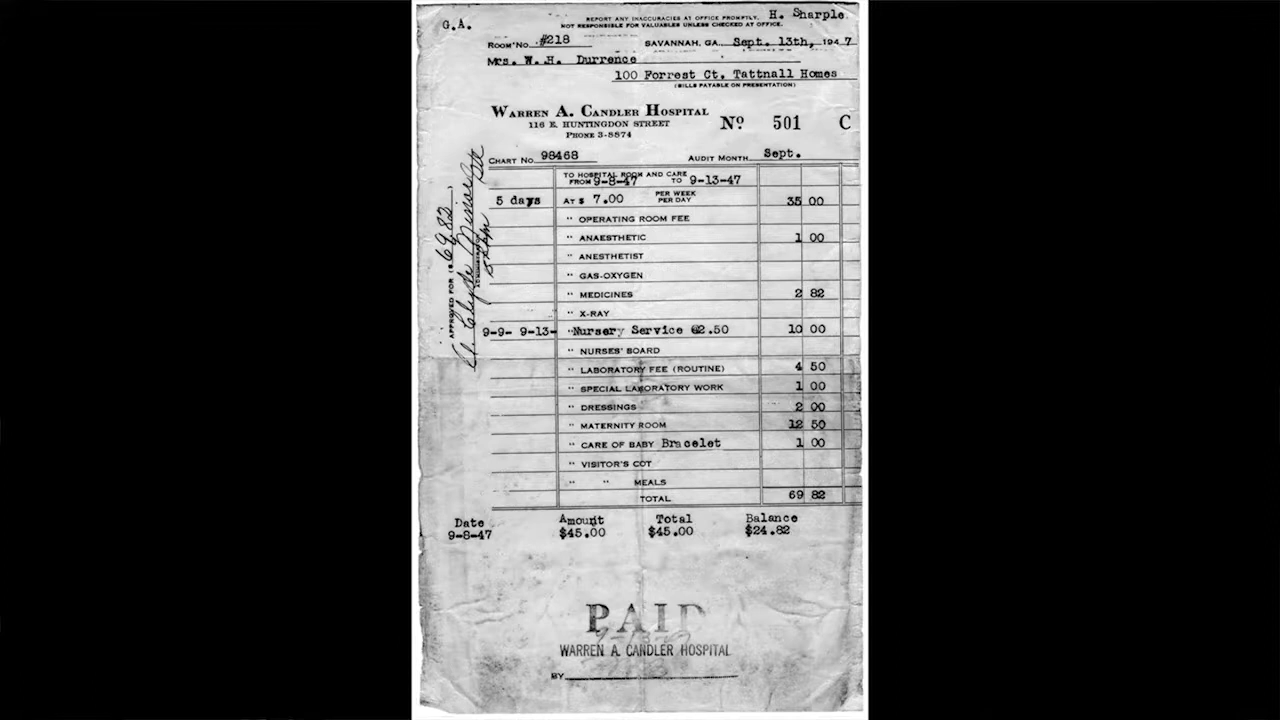 G.A.
REPORT ANY INACCURACIES AT OFFICE PROMPTLY. H. Sharple.
NOT RESPONSIBLE FOR VALUABLES UNLESS CHECKED AT OFFICE.
ROOM NO. #218 SAVANNAH, GA., Sept. 13th, 1947
Mrs. W. H. Durrence
100 Forrest Ct, Tattnall Homes
(BILLS PAYABLE ON PRESENTATION)
WARREN A. CANDLER HOSPITAL
116 E. HUNTINGDON STREET
PHONE 3-8874
No 501 C
CHART NO. 98468 AUDIT MONTH Sept.
TO HOSPITAL ROOM AND CARE
FROM 9-8-47 TO 9-13-47
5 days AT $ 7.00 PER WEEK PER DAY 35 00
" OPERATING ROOM FEE
" ANAESTHETIC 1 00
" ANESTHETIST
" GAS-OXYGEN
" MEDICINES 2 82
" X-RAY
9-9- 9-13- "Nursery Service @2.50 10 00
" NURSES' BOARD
" LABORATORY FEE (ROUTINE) 4 50
" SPECIAL LABORATORY WORK 1 00
" DRESSINGS 2 00
" MATERNITY ROOM 12 50
" CARE OF BABY Bracelet 1 00
" VISITOR'S COT
" " MEALS
TOTAL 69 82
APPROVED FOR ($ 69.82)
Date Amount Total Balance
9-8-47 $45.00 $45.00 $24.82
PAID
WARREN A. CANDLER HOSPITAL
BY